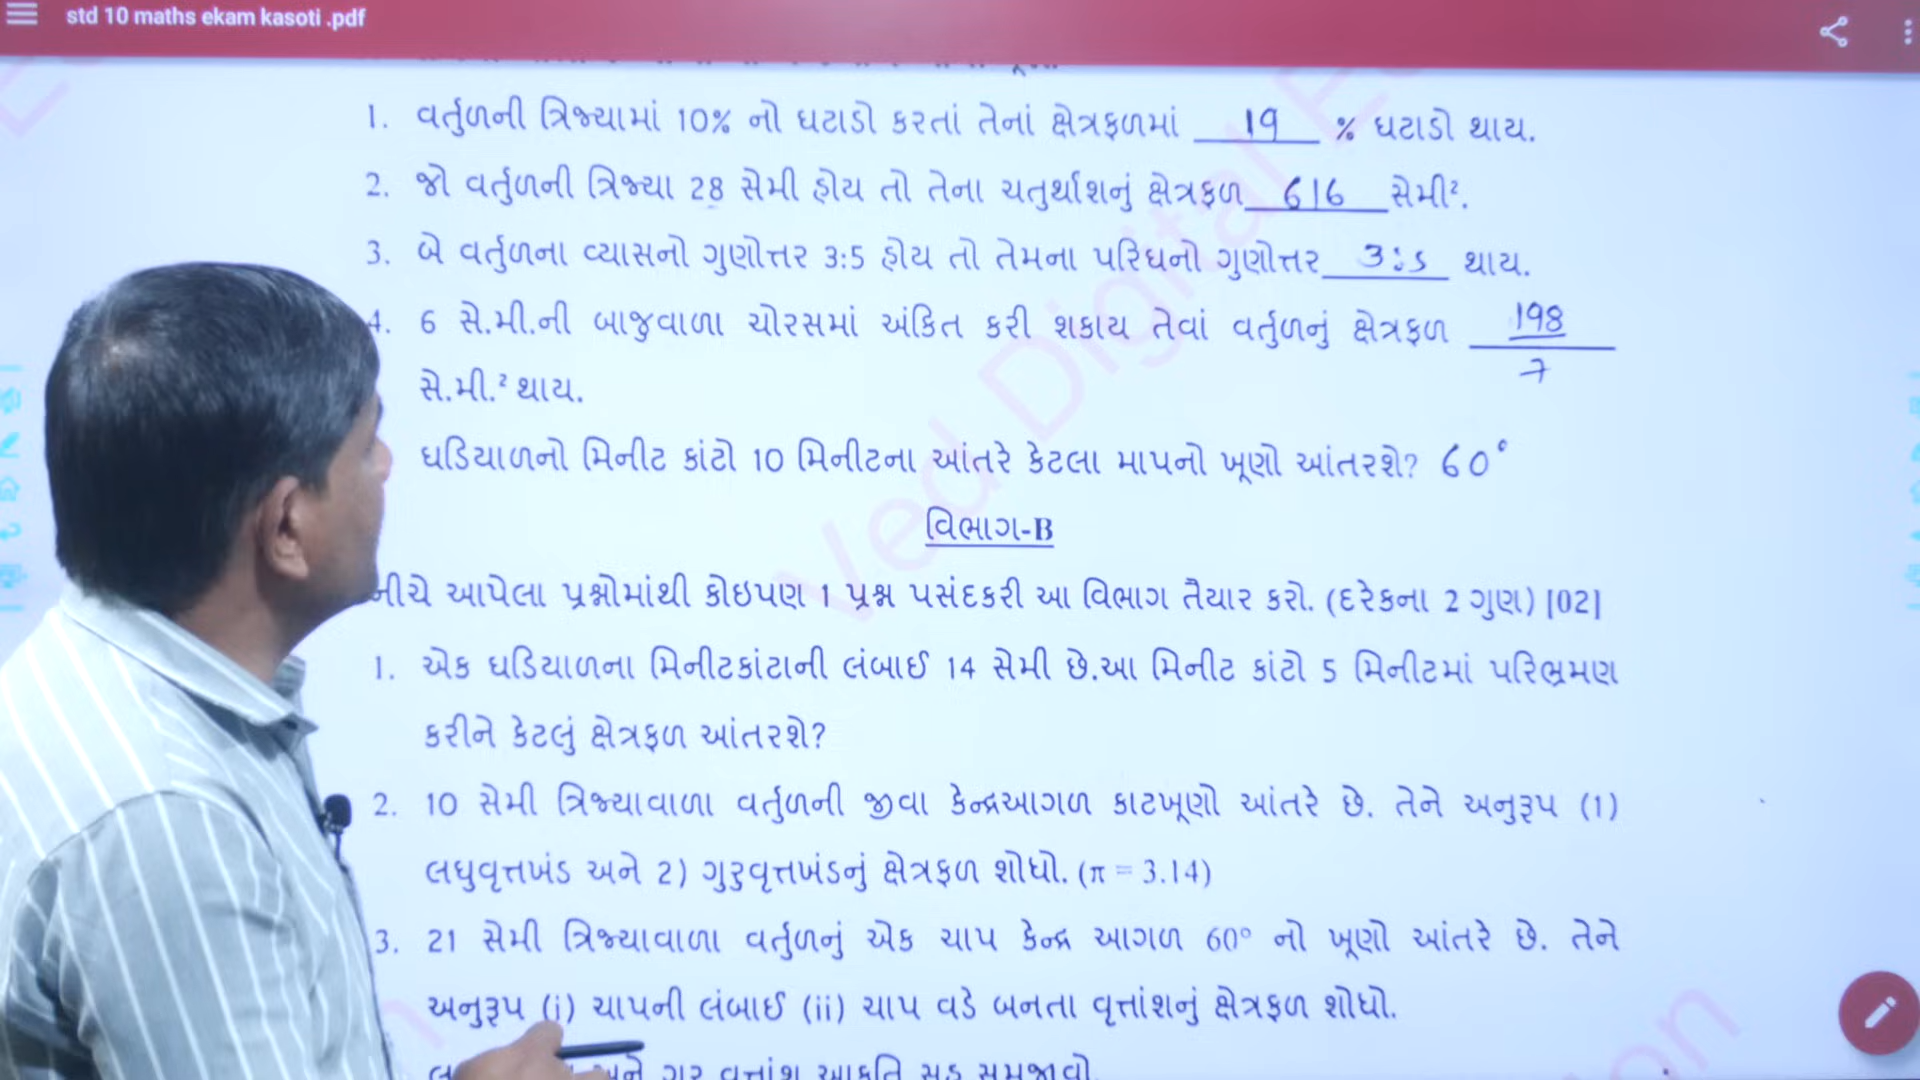 std 10 maths ekam kasoti .pdf
1. વર્તુળની ત્રિજ્યામાં 10% નો ઘટાડો કરતાં તેનાં ક્ષેત્રફળમાં 19 % ઘટાડો થાય.
2. જો વર્તુળની ત્રિજ્યા 28 સેમી હોય તો તેના ચતુર્થાંશનું ક્ષેત્રફળ 616 સેમી².
3. બે વર્તુળના વ્યાસનો ગુણોત્તર 3:5 હોય તો તેમના પરિઘનો ગુણોત્તર 3:5 થાય.
4. 6 સે.મી.ની બાજુવાળા ચોરસમાં અંકિત કરી શકાય તેવાં વર્તુળનું ક્ષેત્રફળ 198/7
સે.મી.² થાય.
ઘડિયાળનો મિનીટ કાંટો 10 મિનીટના આંતરે કેટલા માપનો ખૂણો આંતરશે? 60°
વિભાગ-B
નીચે આપેલા પ્રશ્નોમાંથી કોઇપણ 1 પ્રશ્ન પસંદકરી આ વિભાગ તૈયાર કરો. (દરેકના 2 ગુણ) [02]
1. એક ઘડિયાળના મિનીટકાંટાની લંબાઈ 14 સેમી છે.આ મિનીટ કાંટો 5 મિનીટમાં પરિભ્રમણ
કરીને કેટલું ક્ષેત્રફળ આંતરશે?
2. 10 સેમી ત્રિજ્યાવાળા વર્તુળની જીવા કેન્દ્રઆગળ કાટખૂણો આંતરે છે. તેને અનુરૂપ (1)
લઘુવૃત્તખંડ અને 2) ગુરુવૃત્તખંડનું ક્ષેત્રફળ શોધો. (π = 3.14)
3. 21 સેમી ત્રિજ્યાવાળા વર્તુળનું એક ચાપ કેન્દ્ર આગળ 60° નો ખૂણો આંતરે છે. તેને
અનુરૂપ (i) ચાપની લંબાઈ (ii) ચાપ વડે બનતા વૃત્તાંશનું ક્ષેત્રફળ શોધો.
અને ગુરુ વૃત્તાંશ આકૃતિ સહ સમજાવો.
Ved Digital